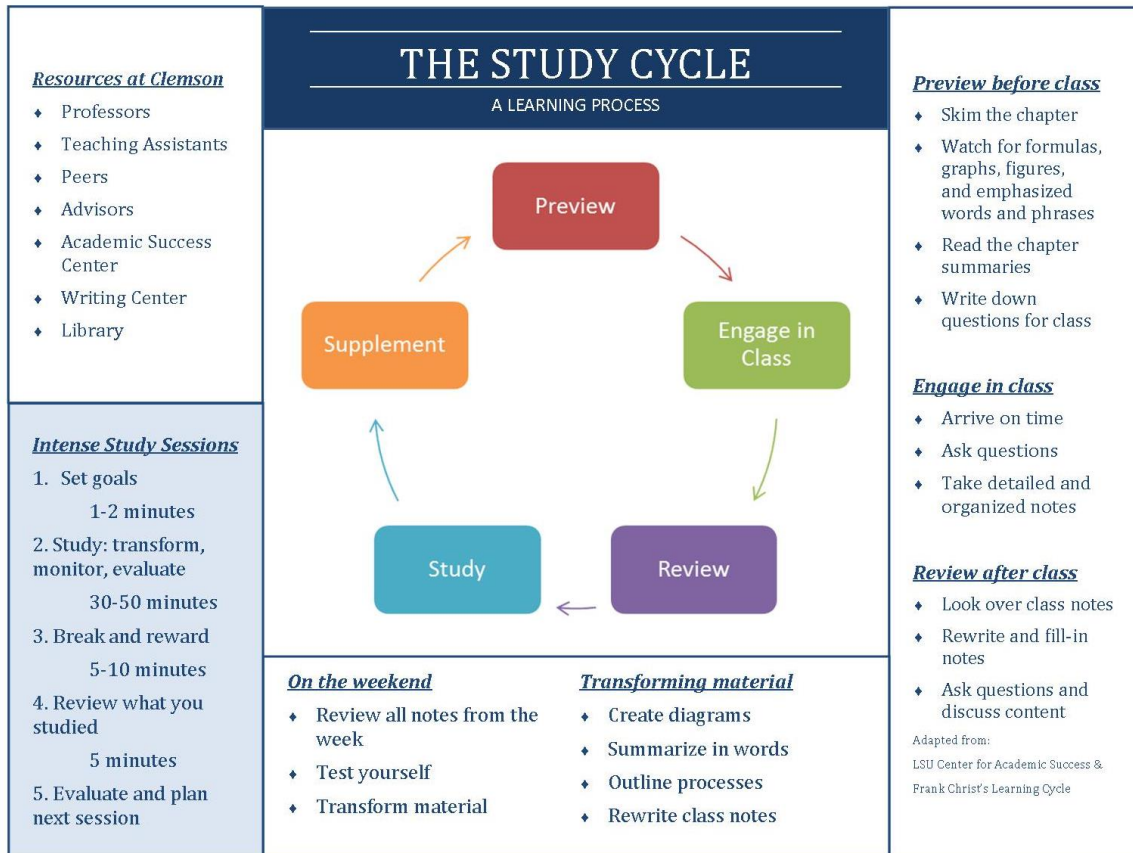 THE STUDY CYCLE
A LEARNING PROCESS
Resources at Clemson
♦ Professors
♦ Teaching Assistants
♦ Peers
♦ Advisors
♦ Academic Success
Center
♦ Writing Center
♦ Library
Intense Study Sessions
1. Set goals
1-2 minutes
2. Study: transform,
monitor, evaluate
30-50 minutes
3. Break and reward
5-10 minutes
4. Review what you
studied
5 minutes
5. Evaluate and plan
next session
Preview
Engage in
Class
Review
Study
Supplement
On the weekend
♦ Review all notes from the
week
♦ Test yourself
♦ Transform material
Transforming material
♦ Create diagrams
♦ Summarize in words
♦ Outline processes
♦ Rewrite class notes
Preview before class
♦ Skim the chapter
♦ Watch for formulas,
graphs, figures,
and emphasized
words and phrases
♦ Read the chapter
summaries
♦ Write down
questions for class
Engage in class
♦ Arrive on time
♦ Ask questions
♦ Take detailed and
organized notes
Review after class
♦ Look over class notes
♦ Rewrite and fill-in
notes
♦ Ask questions and
discuss content
Adapted from:
LSU Center for Academic Success &
Frank Christ's Learning Cycle